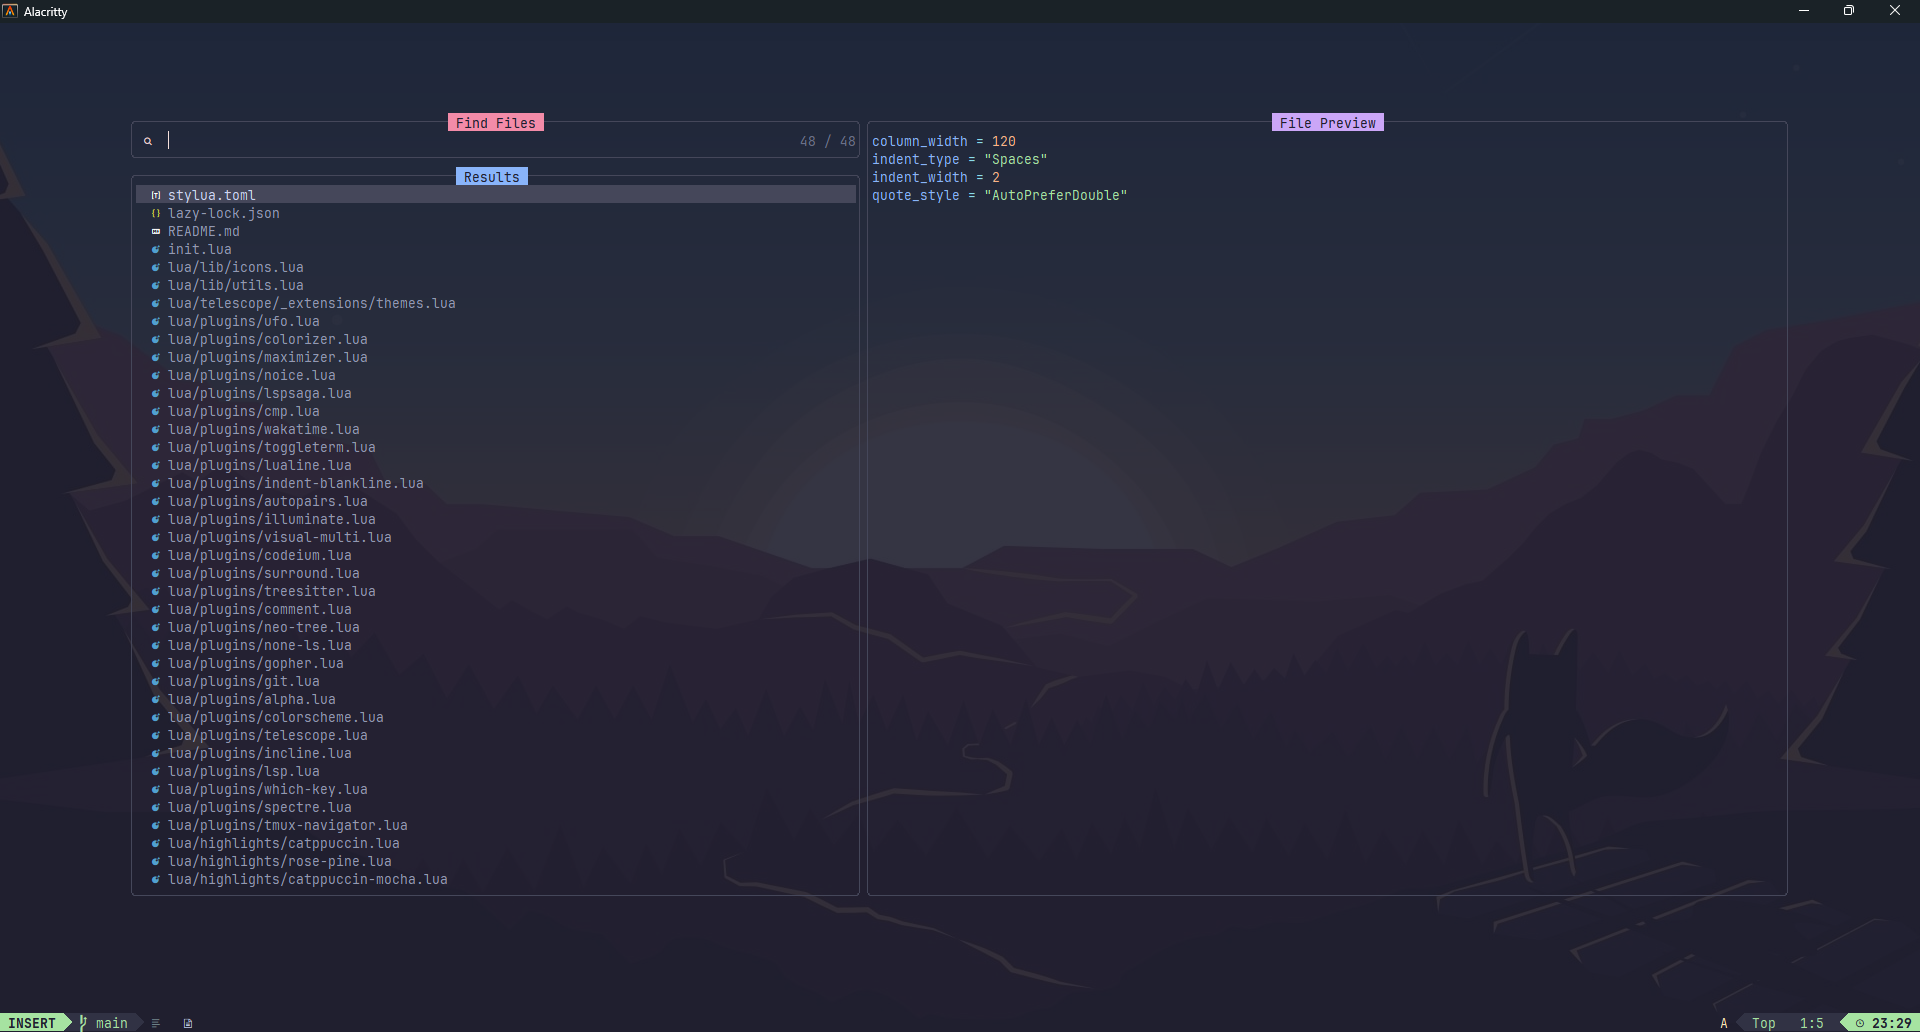 Alacritty
Find Files
48 / 48
Results
stylua.toml
lazy-lock.json
README.md
init.lua
lua/lib/icons.lua
lua/lib/utils.lua
lua/telescope/_extensions/themes.lua
lua/plugins/ufo.lua
lua/plugins/colorizer.lua
lua/plugins/maximizer.lua
lua/plugins/noice.lua
lua/plugins/lspsaga.lua
lua/plugins/cmp.lua
lua/plugins/wakatime.lua
lua/plugins/toggleterm.lua
lua/plugins/lualine.lua
lua/plugins/indent-blankline.lua
lua/plugins/autopairs.lua
lua/plugins/illuminate.lua
lua/plugins/visual-multi.lua
lua/plugins/codeium.lua
lua/plugins/surround.lua
lua/plugins/treesitter.lua
lua/plugins/comment.lua
lua/plugins/neo-tree.lua
lua/plugins/none-ls.lua
lua/plugins/gopher.lua
lua/plugins/git.lua
lua/plugins/alpha.lua
lua/plugins/colorscheme.lua
lua/plugins/telescope.lua
lua/plugins/incline.lua
lua/plugins/lsp.lua
lua/plugins/which-key.lua
lua/plugins/spectre.lua
lua/plugins/tmux-navigator.lua
lua/highlights/catppuccin.lua
lua/highlights/rose-pine.lua
lua/highlights/catppuccin-mocha.lua
File Preview
column_width = 120
indent_type = "Spaces"
indent_width = 2
quote_style = "AutoPreferDouble"
INSERT main A Top 1:5 23:29